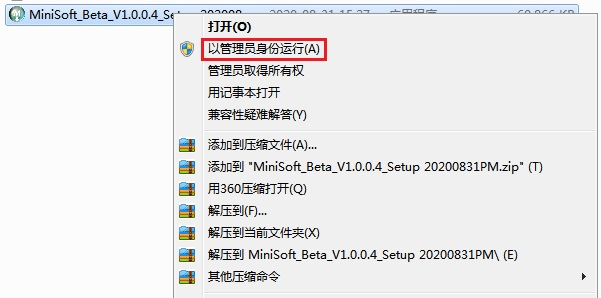 MiniSoft_Beta_V1.0.0.4_Setup 202008
打开(O)
以管理员身份运行(A)
管理员取得所有权
用记事本打开
兼容性疑难解答(Y)
添加到压缩文件(A)...
添加到 "MiniSoft_Beta_V1.0.0.4_Setup 20200831PM.zip" (T)
用360压缩打开(Q)
解压到(F)...
解压到当前文件夹(X)
解压到 MiniSoft_Beta_V1.0.0.4_Setup 20200831PM\ (E)
其他压缩命令